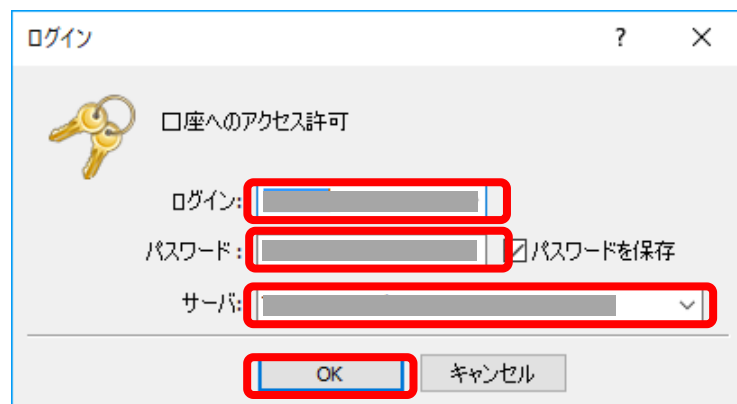 ログイン ?
口座へのアクセス許可
ログイン:
パスワード: パスワードを保存
サーバ:
OK キャンセル